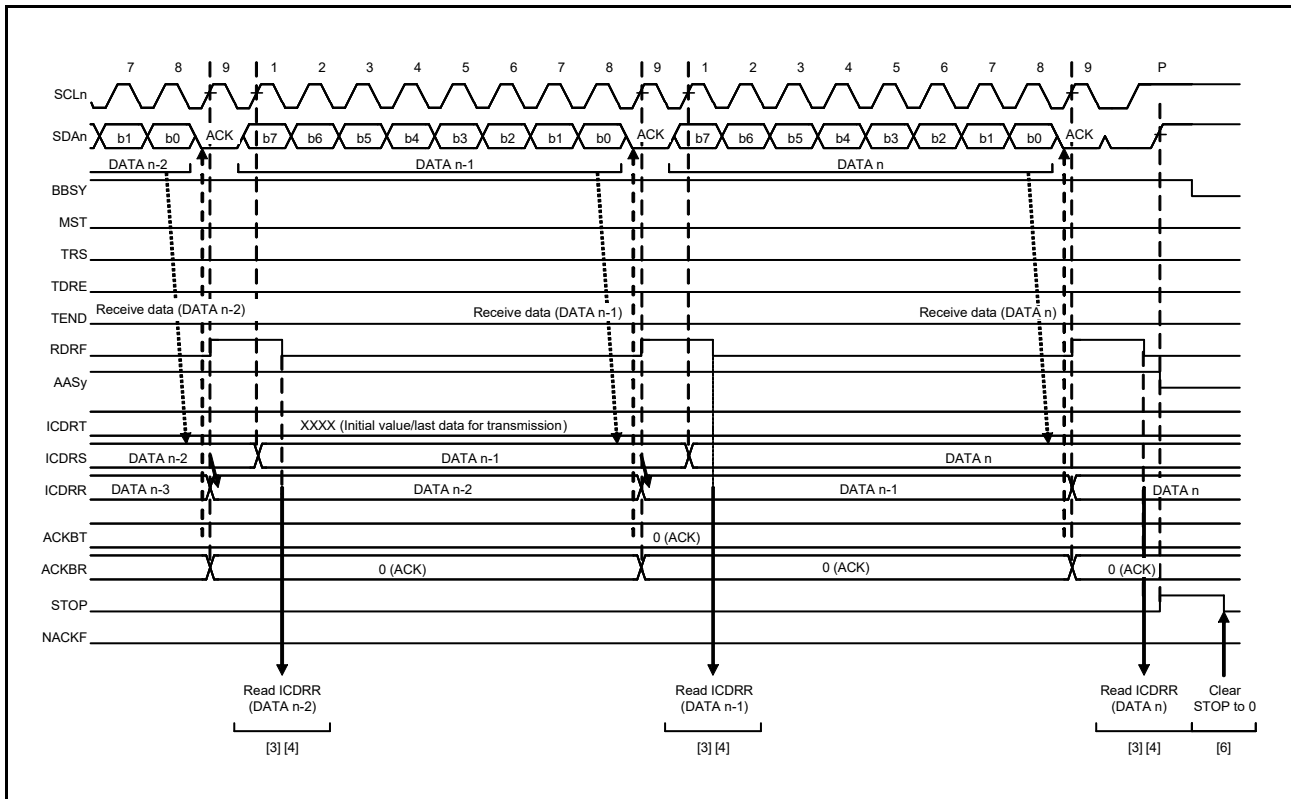 7 8 9 1 2 3 4 5 6 7 8 9 1 2 3 4 5 6 7 8 9 P
SCLn
SDAn b1 b0 ACK b7 b6 b5 b4 b3 b2 b1 b0 ACK b7 b6 b5 b4 b3 b2 b1 b0 ACK
DATA n-2 DATA n-1 DATA n
BBSY
MST
TRS
TDRE
Receive data (DATA n-2) Receive data (DATA n-1) Receive data (DATA n)
TEND
RDRF
AASy
ICDRT XXXX (Initial value/last data for transmission)
ICDRS DATA n-2 DATA n-1 DATA n
ICDRR DATA n-3 DATA n-2 DATA n-1 DATA n
ACKBT 0 (ACK)
ACKBR 0 (ACK) 0 (ACK) 0 (ACK)
STOP
NACKF
Read ICDRR Read ICDRR Read ICDRR Clear
(DATA n-2) (DATA n-1) (DATA n) STOP to 0
[3] [4] [3] [4] [3] [4] [6]